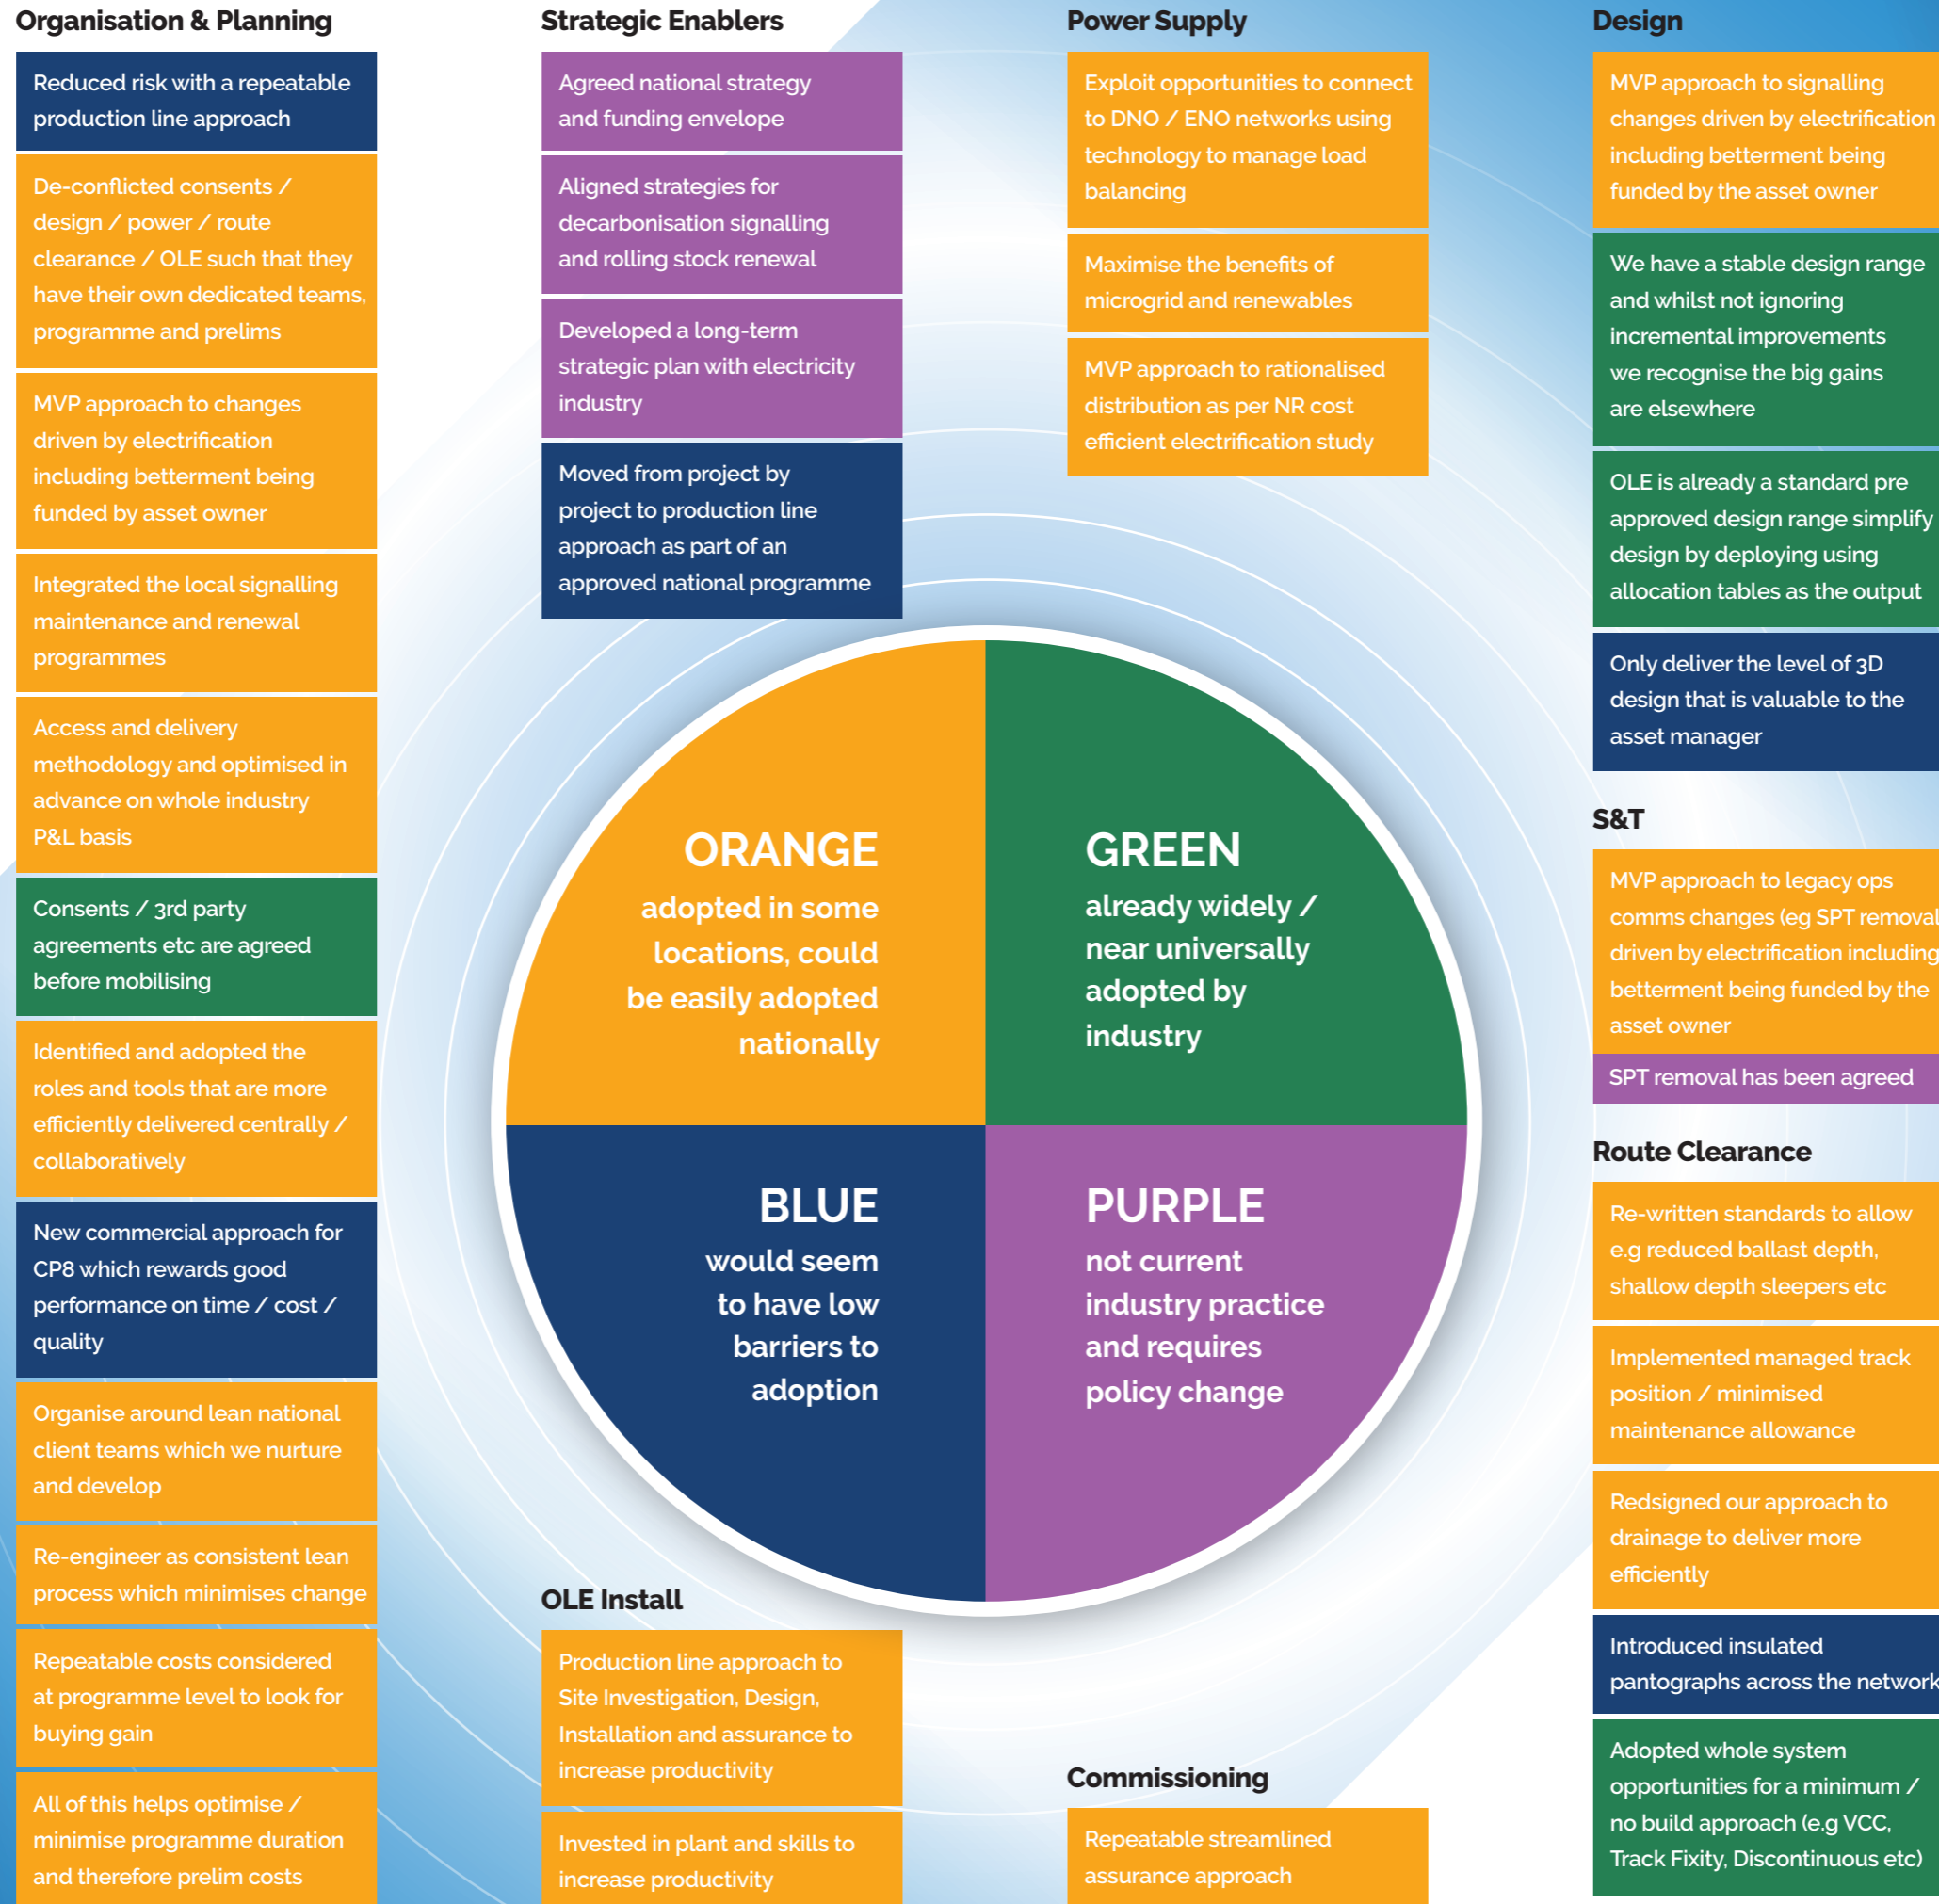 Organisation & Planning
Reduced risk with a repeatable
production line approach
De-conflicted consents /
design / power / route
clearance / OLE such that they
have their own dedicated teams,
programme and prelims
MVP approach to changes
driven by electrification
including betterment being
funded by asset owner
Integrated the local signalling
maintenance and renewal
programmes
Access and delivery
methodology and optimised in
advance on whole industry
P&L basis
Consents / 3rd party
agreements etc are agreed
before mobilising
Identified and adopted the
roles and tools that are more
efficiently delivered centrally /
collaboratively
New commercial approach for
CP8 which rewards good
performance on time / cost /
quality
Organise around lean national
client teams which we nurture
and develop
Re-engineer as consistent lean
process which minimises change
Repeatable costs considered
at programme level to look for
buying gain
All of this helps optimise /
minimise programme duration
and therefore prelim costs
Strategic Enablers
Agreed national strategy
and funding envelope
Aligned strategies for
decarbonisation signalling
and rolling stock renewal
Developed a long-term
strategic plan with electricity
industry
Moved from project by
project to production line
approach as part of an
approved national programme
Power Supply
Exploit opportunities to connect
to DNO / ENO networks using
technology to manage load
balancing
Maximise the benefits of
microgrid and renewables
MVP approach to rationalised
distribution as per NR cost
efficient electrification study
ORANGE
adopted in some
locations, could
be easily adopted
nationally
GREEN
already widely /
near universally
adopted by
industry
BLUE
would seem
to have low
barriers to
adoption
PURPLE
not current
industry practice
and requires
policy change
OLE Install
Production line approach to
Site Investigation, Design,
Installation and assurance to
increase productivity
Invested in plant and skills to
increase productivity
Commissioning
Repeatable streamlined
assurance approach
Design
MVP approach to signalling
changes driven by electrification
including betterment being
funded by the asset owner
We have a stable design range
and whilst not ignoring
incremental improvements
we recognise the big gains
are elsewhere
OLE is already a standard pre
approved design range simplify
design by deploying using
allocation tables as the output
Only deliver the level of 3D
design that is valuable to the
asset manager
S&T
MVP approach to legacy ops
comms changes (eg SPT removal
driven by electrification including
betterment being funded by the
asset owner
SPT removal has been agreed
Route Clearance
Re-written standards to allow
e.g reduced ballast depth,
shallow depth sleepers etc
Implemented managed track
position / minimised
maintenance allowance
Redsigned our approach to
drainage to deliver more
efficiently
Introduced insulated
pantographs across the network
Adopted whole system
opportunities for a minimum /
no build approach (e.g VCC,
Track Fixity, Discontinuous etc)